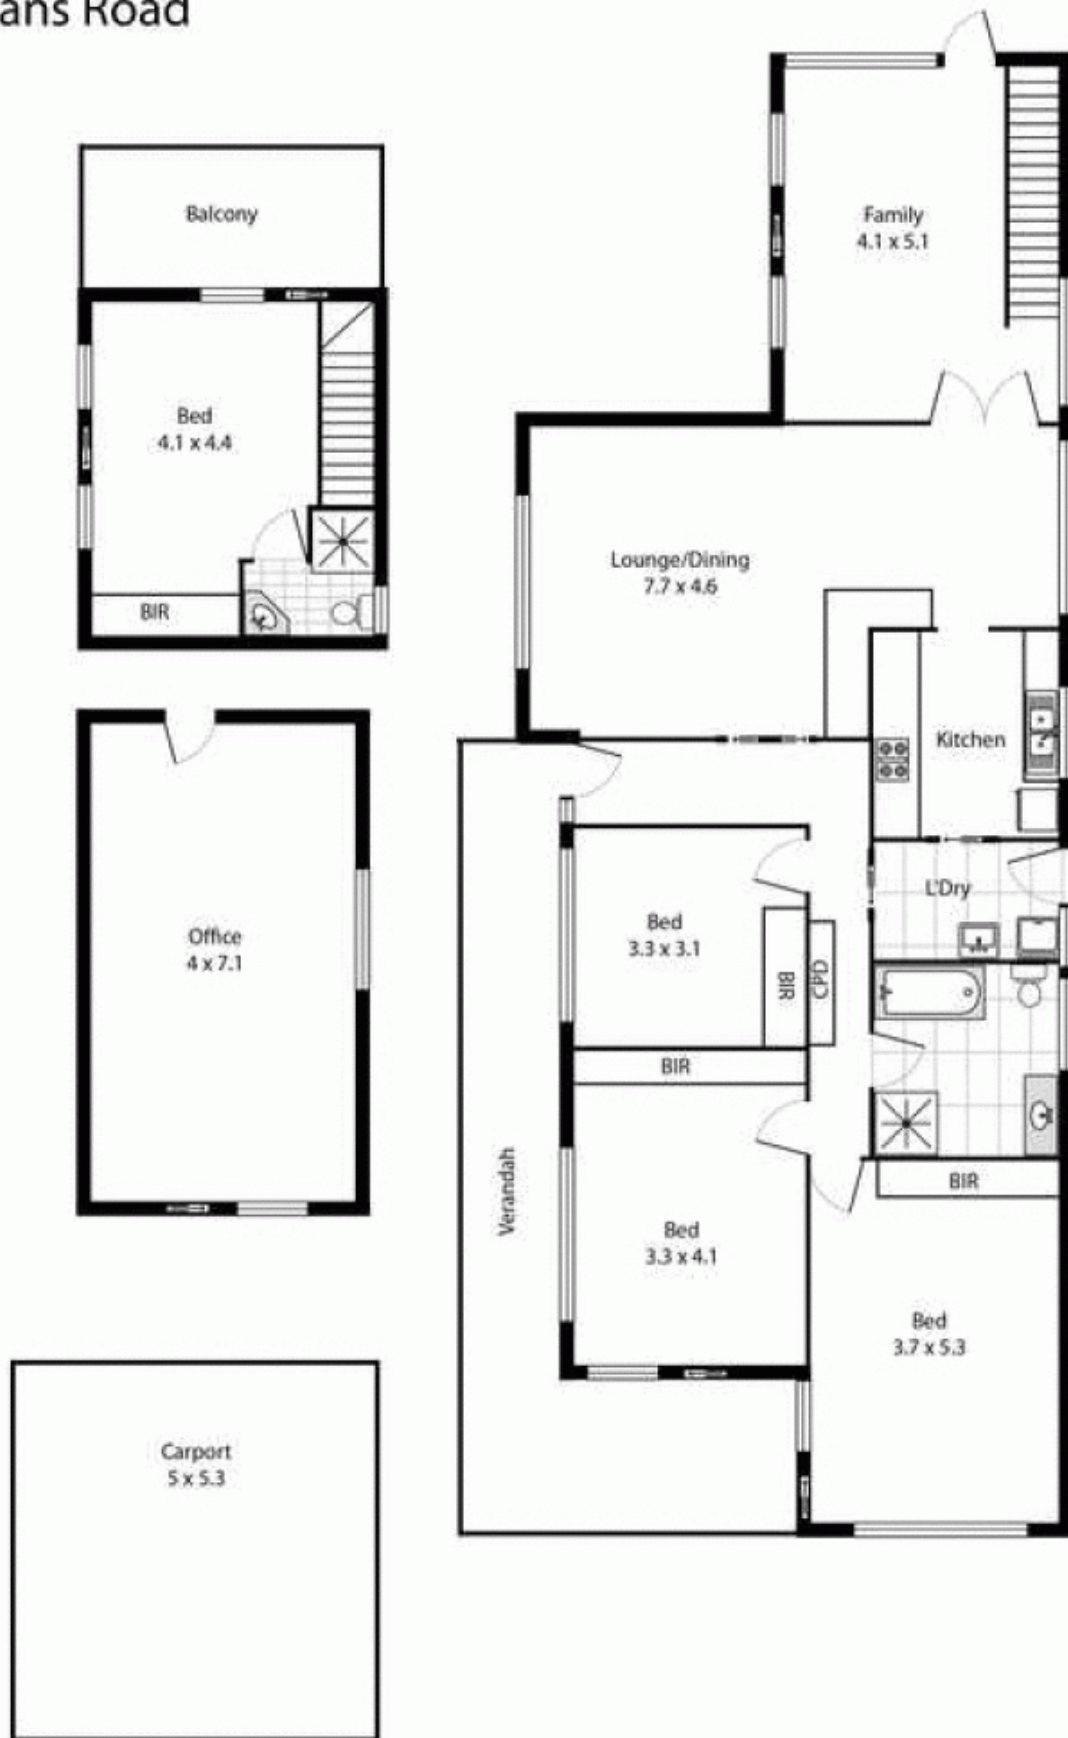 ans Road
Balcony
Bed
4.1 x 4.4
BIR
Office
4 x 7.1
Carport
5 x 5.3
Family
4.1 x 5.1
Lounge/Dining
7.7 x 4.6
Kitchen
L'Dry
Bed
3.3 x 3.1
BIR
CPD
BIR
Verandah
Bed
3.3 x 4.1
BIR
Bed
3.7 x 5.3